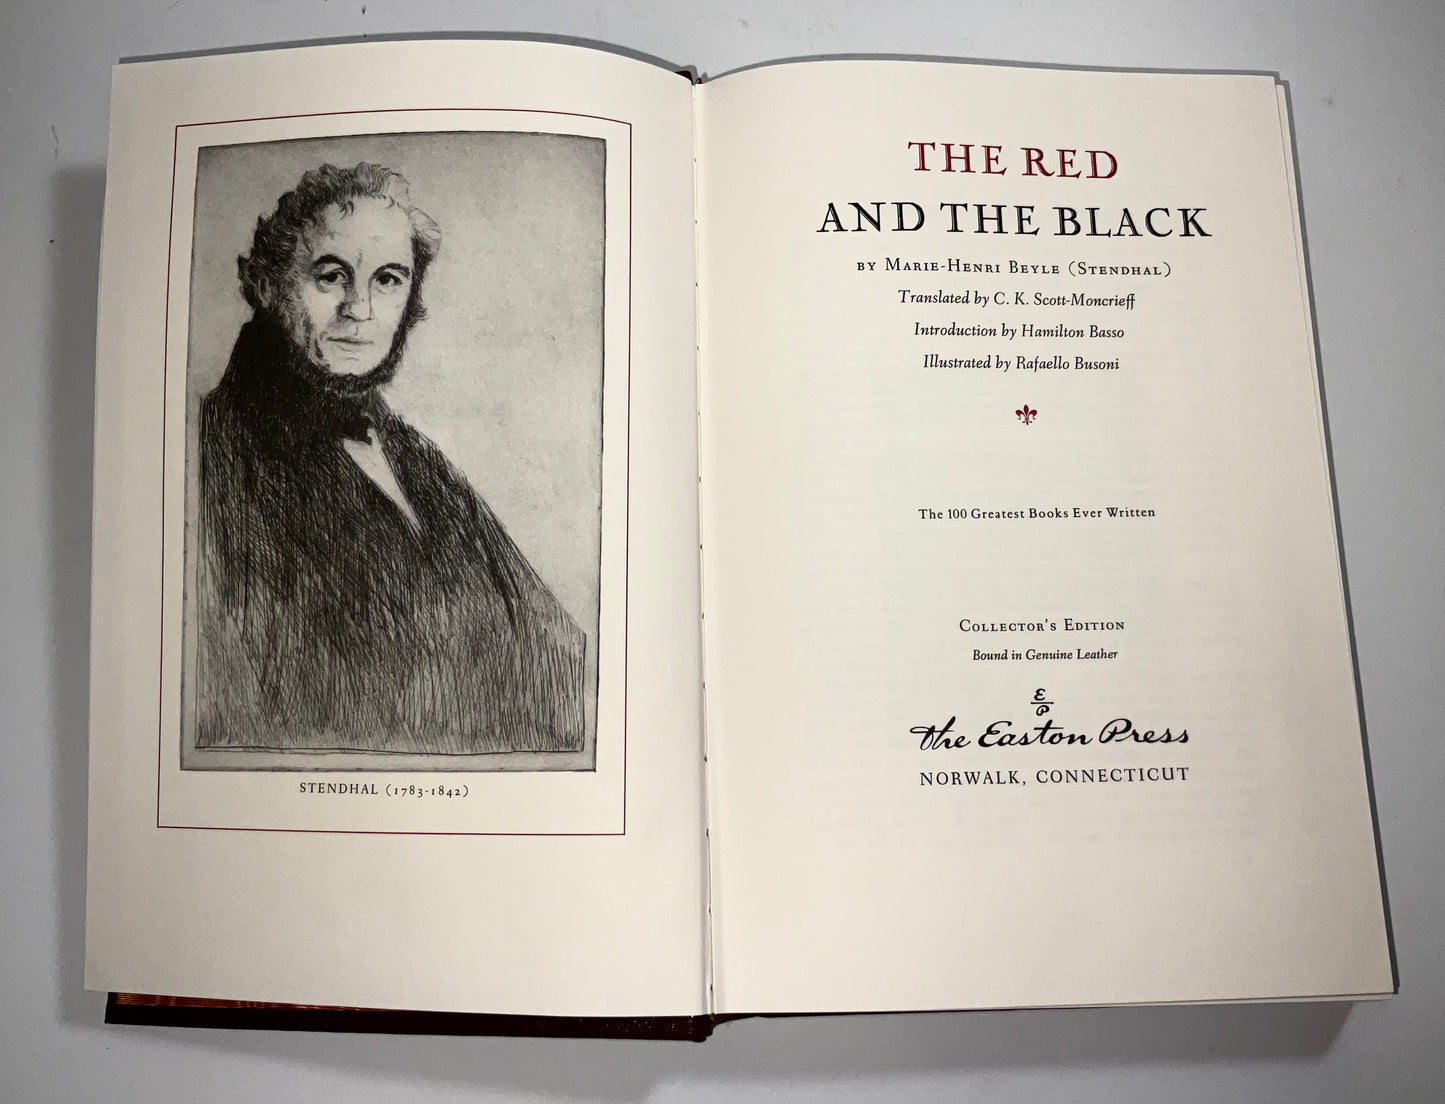 STENDHAL (1783-1842)
THE RED
AND THE BLACK
BY MARIE-HENRI BEYLE (STENDHAL)
Translated by C. K. Scott-Moncrieff
Introduction by Hamilton Basso
Illustrated by Rafaello Busoni
The 100 Greatest Books Ever Written
COLLECTOR'S EDITION
Bound in Genuine Leather
E
P
the Easton Press
NORWALK, CONNECTICUT